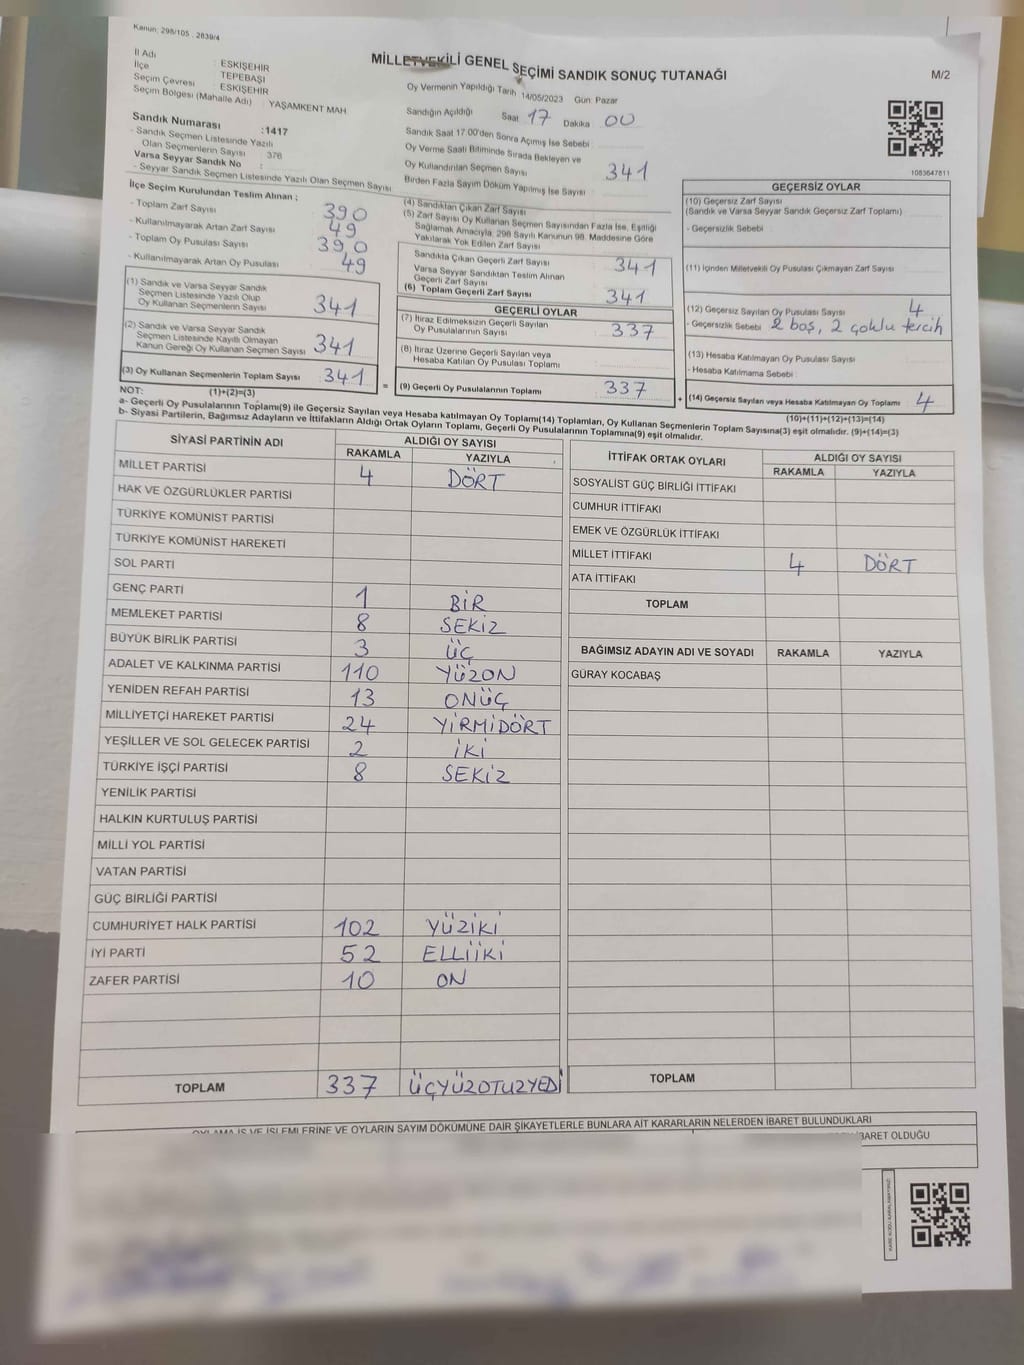 Kanun: 298/105 . 2839/4
MİLLETVEKİLİ GENEL SEÇİMİ SANDIK SONUÇ TUTANAĞI
M/2
İl Adı : ESKİŞEHİR
İlçe : TEPEBAŞI
Seçim Çevresi : ESKİŞEHİR
Seçim Bölgesi (Mahalle Adı) : YAŞAMKENT MAH
Sandık Numarası :1417
- Sandık Seçmen Listesinde Yazılı
Olan Seçmenlerin Sayısı : 376
Varsa Seyyar Sandık No :
- Seyyar Sandık Seçmen Listesinde Yazılı Olan Seçmen Sayısı
Oy Vermenin Yapıldığı Tarih 14/05/2023 Gün: Pazar
Sandığın Açıldığı Saat 17 Dakika 00
Sandık Saat 17.00'den Sonra Açılmış İse Sebebi
Oy Verme Saati Bitiminde Sırada Bekleyen ve
Oy Kullandırılan Seçmen Sayısı 341
Birden Fazla Sayım Döküm Yapılmış İse Sayısı
1083647811
İlçe Seçim Kurulundan Teslim Alınan ;
- Toplam Zarf Sayısı 390
- Kullanılmayarak Artan Zarf Sayısı 49
- Toplam Oy Pusulası Sayısı 390
- Kullanılmayarak Artan Oy Pusulası 49
(1) Sandık ve Varsa Seyyar Sandık
Seçmen Listesinde Yazılı Olup
Oy Kullanan Seçmenlerin Sayısı 341
(2) Sandık ve Varsa Seyyar Sandık
Seçmen Listesinde Kayıtlı Olmayan
Kanun Gereği Oy Kullanan Seçmen Sayısı 341
(3) Oy Kullanan Seçmenlerin Toplam Sayısı 341
(1)+(2)=(3)
(4) Sandıktan Çıkan Zarf Sayısı
(5) Zarf Sayısı Oy Kullanan Seçmen Sayısından Fazla İse, Eşitliği
Sağlamak Amacıyla, 298 Sayılı Kanunun 98. Maddesine Göre
Yakılarak Yok Edilen Zarf Sayısı
Sandıkta Çıkan Geçerli Zarf Sayısı 341
Varsa Seyyar Sandıktan Teslim Alınan
Geçerli Zarf Sayısı
(6) Toplam Geçerli Zarf Sayısı 341
GEÇERLİ OYLAR
(7) İtiraz Edilmeksizin Geçerli Sayılan
Oy Pusulalarının Sayısı 337
(8) İtiraz Üzerine Geçerli Sayılan veya
Hesaba Katılan Oy Pusulası Toplamı
= (9) Geçerli Oy Pusulalarının Toplamı 337 +
GEÇERSİZ OYLAR
(10) Geçersiz Zarf Sayısı
(Sandık ve Varsa Seyyar Sandık Geçersiz Zarf Toplamı)
- Geçersizlik Sebebi
(11) İçinden Milletvekili Oy Pusulası Çıkmayan Zarf Sayısı
(12) Geçersiz Sayılan Oy Pusulası Sayısı 4
- Geçersizlik Sebebi 2 boş, 2 çoklu tercih
(13) Hesaba Katılmayan Oy Pusulası Sayısı
- Hesaba Katılmama Sebebi
(14) Geçersiz Sayılan veya Hesaba Katılmayan Oy Toplamı 4
(10)+(11)+(12)+(13)=(14)
NOT:
a- Geçerli Oy Pusulalarının Toplamı(9) ile Geçersiz Sayılan veya Hesaba katılmayan Oy Toplamı(14) Toplamları, Oy Kullanan Seçmenlerin Toplam Sayısına(3) eşit olmalıdır. (9)+(14)=(3)
b- Siyasi Partilerin, Bağımsız Adayların ve İttifakların Aldığı Ortak Oyların Toplamı, Geçerli Oy Pusulalarının Toplamına(9) eşit olmalıdır.
SİYASİ PARTİNİN ADI ALDIĞI OY SAYISI
RAKAMLA YAZIYLA
MİLLET PARTİSİ 4 DÖRT
HAK VE ÖZGÜRLÜKLER PARTİSİ
TÜRKİYE KOMÜNİST PARTİSİ
TÜRKİYE KOMÜNİST HAREKETİ
SOL PARTİ
GENÇ PARTİ 1 BİR
MEMLEKET PARTİSİ 8 SEKİZ
BÜYÜK BİRLİK PARTİSİ 3 ÜÇ
ADALET VE KALKINMA PARTİSİ 110 YÜZON
YENİDEN REFAH PARTİSİ 13 ONÜÇ
MİLLİYETÇİ HAREKET PARTİSİ 24 YİRMİDÖRT
YEŞİLLER VE SOL GELECEK PARTİSİ 2 İKİ
TÜRKİYE İŞÇİ PARTİSİ 8 SEKİZ
YENİLİK PARTİSİ
HALKIN KURTULUŞ PARTİSİ
MİLLİ YOL PARTİSİ
VATAN PARTİSİ
GÜÇ BİRLİĞİ PARTİSİ
CUMHURİYET HALK PARTİSİ 102 YÜZİKİ
İYİ PARTİ 52 ELLİİKİ
ZAFER PARTİSİ 10 ON
TOPLAM 337 ÜÇYÜZOTUZYEDİ
İTTİFAK ORTAK OYLARI ALDIĞI OY SAYISI
RAKAMLA YAZIYLA
SOSYALİST GÜÇ BİRLİĞİ İTTİFAKI
CUMHUR İTTİFAKI
EMEK VE ÖZGÜRLÜK İTTİFAKI
MİLLET İTTİFAKI 4 DÖRT
ATA İTTİFAKI
TOPLAM
BAĞIMSIZ ADAYIN ADI VE SOYADI RAKAMLA YAZIYLA
GÜRAY KOCABAŞ
TOPLAM
OYLAMA İŞ VE İŞLEMLERİNE VE OYLARIN SAYIM DÖKÜMÜNE DAİR ŞİKAYETLERLE BUNLARA AİT KARARLARIN NELERDEN İBARET BULUNDUKLARI
İBARET OLDUĞU